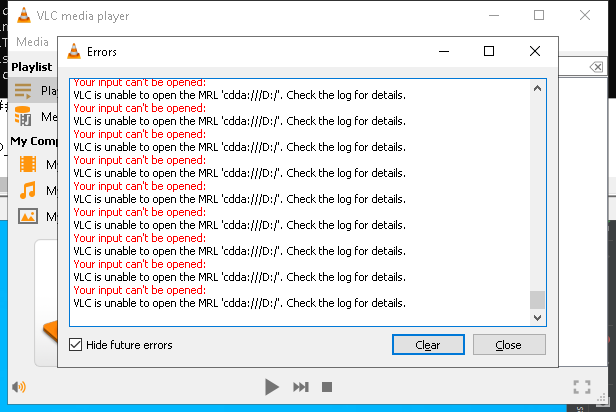 VLC media player
Media
Errors
Playlist
Play
Me
My Comp
My
My
My
Your input can't be opened:
VLC is unable to open the MRL 'cdda:///D:/'. Check the log for details.
Your input can't be opened:
VLC is unable to open the MRL 'cdda:///D:/'. Check the log for details.
Your input can't be opened:
VLC is unable to open the MRL 'cdda:///D:/'. Check the log for details.
Your input can't be opened:
VLC is unable to open the MRL 'cdda:///D:/'. Check the log for details.
Your input can't be opened:
VLC is unable to open the MRL 'cdda:///D:/'. Check the log for details.
Your input can't be opened:
VLC is unable to open the MRL 'cdda:///D:/'. Check the log for details.
Your input can't be opened:
VLC is unable to open the MRL 'cdda:///D:/'. Check the log for details.
Your input can't be opened:
VLC is unable to open the MRL 'cdda:///D:/'. Check the log for details.
Your input can't be opened:
VLC is unable to open the MRL 'cdda:///D:/'. Check the log for details.
Hide future errors
Clear
Close